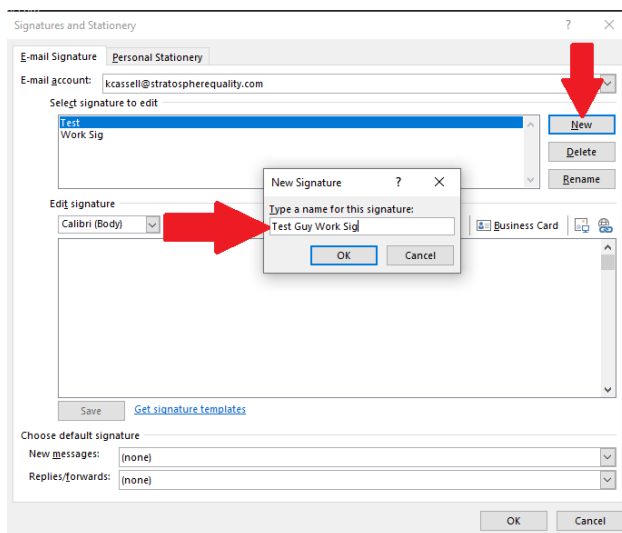 Signatures and Stationery ? ×
E-mail Signature Personal Stationery
E-mail account: kcassell@stratospherequality.com
Select signature to edit
Test
Work Sig
New
Delete
Rename
New Signature ? ×
Type a name for this signature:
Test Guy Work Sig
OK Cancel
Edit signature
Calibri (Body) Business Card
Save Get signature templates
Choose default signature
New messages: (none)
Replies/forwards: (none)
OK Cancel